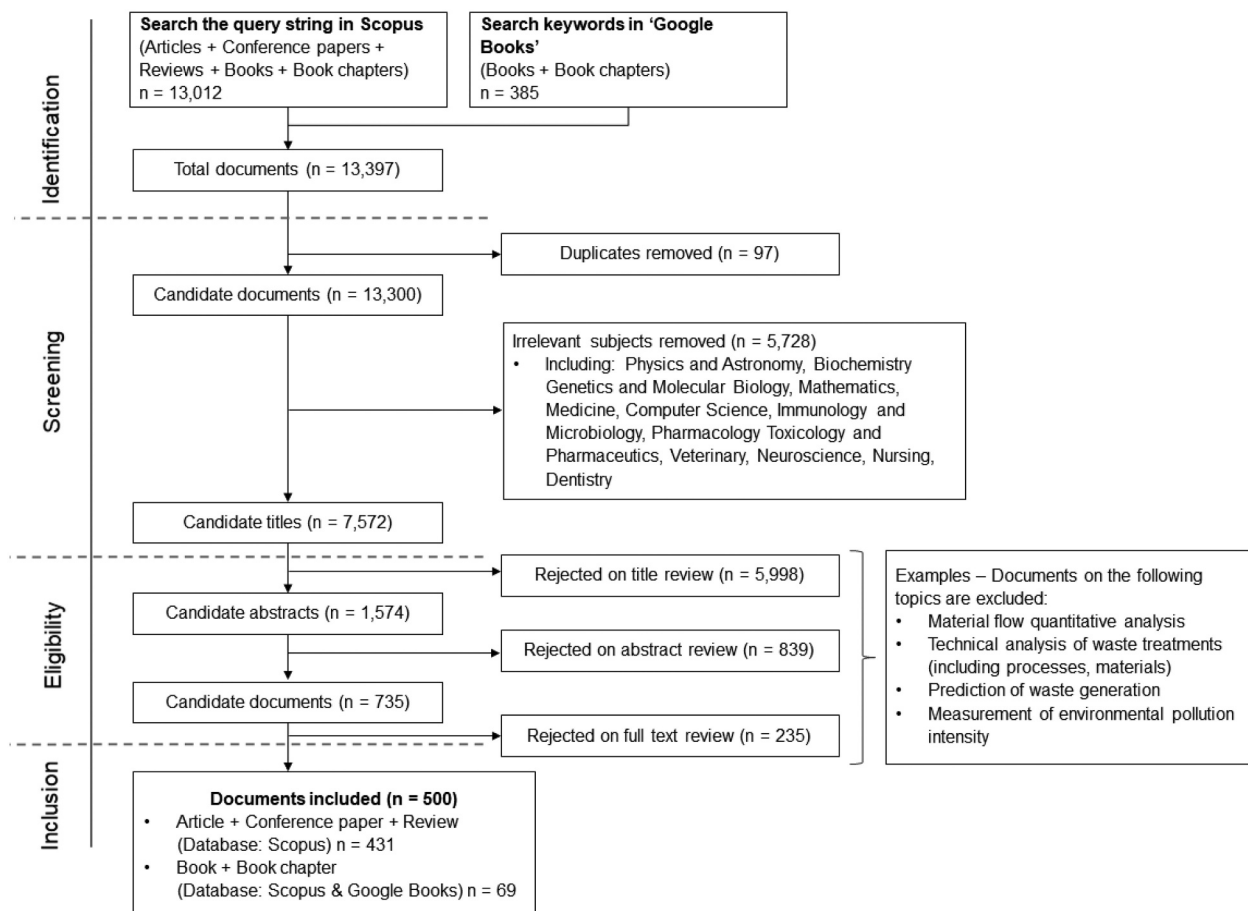 Search the query string in Scopus
(Articles + Conference papers +
Reviews + Books + Book chapters)
n = 13,012
Search keywords in ‘Google
Books’
(Books + Book chapters)
n = 385
Identification
Total documents (n = 13,397)
Duplicates removed (n = 97)
Candidate documents (n = 13,300)
Screening
Irrelevant subjects removed (n = 5,728)
• Including: Physics and Astronomy, Biochemistry
Genetics and Molecular Biology, Mathematics,
Medicine, Computer Science, Immunology and
Microbiology, Pharmacology Toxicology and
Pharmaceutics, Veterinary, Neuroscience, Nursing,
Dentistry
Candidate titles (n = 7,572)
Eligibility
Rejected on title review (n = 5,998)
Candidate abstracts (n = 1,574)
Rejected on abstract review (n = 839)
Candidate documents (n = 735)
Rejected on full text review (n = 235)
Examples – Documents on the following
topics are excluded:
• Material flow quantitative analysis
• Technical analysis of waste treatments
(including processes, materials)
• Prediction of waste generation
• Measurement of environmental pollution
intensity
Inclusion
Documents included (n = 500)
• Article + Conference paper + Review
(Database: Scopus) n = 431
• Book + Book chapter
(Database: Scopus & Google Books) n = 69